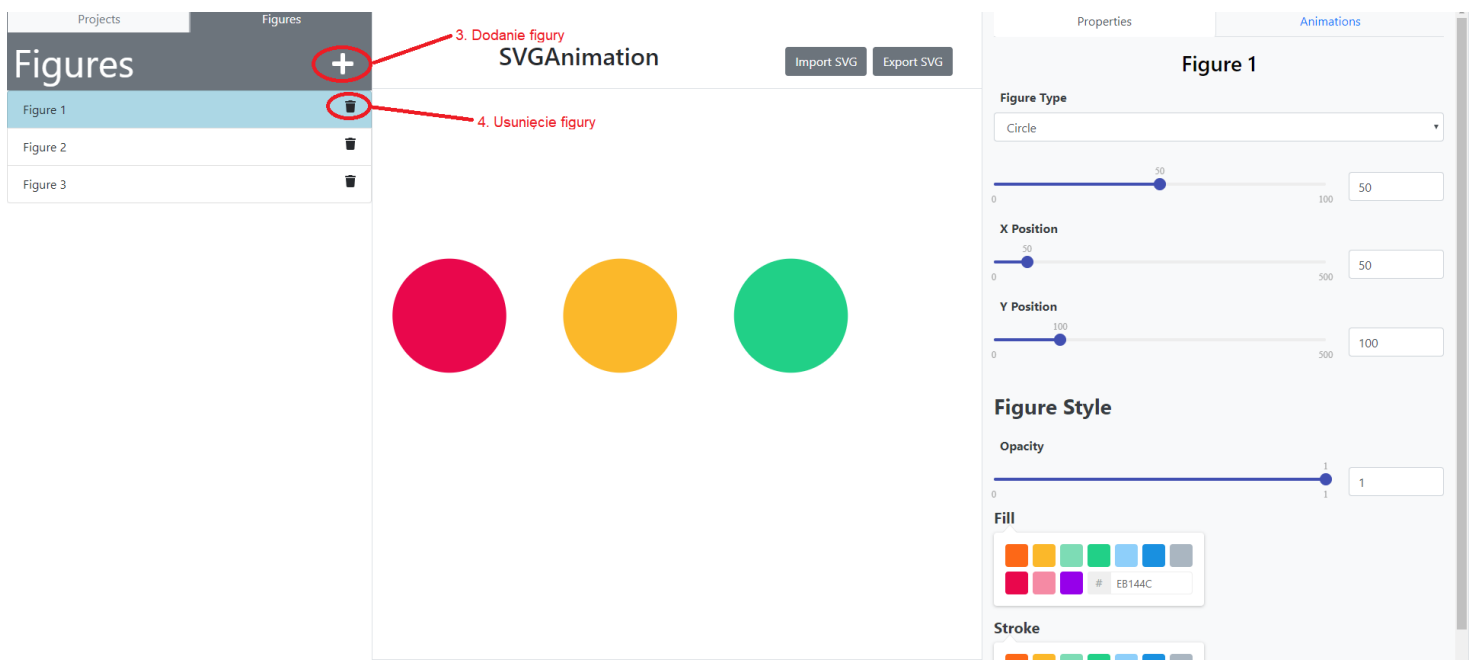 Projects
Figures
Figures
Figure 1
Figure 2
Figure 3
3. Dodanie figury
SVGAnimation
Import SVG
Export SVG
4. Usunięcie figury
Properties
Animations
Figure 1
Figure Type
Circle
50
0
100
50
X Position
50
0
500
50
Y Position
100
0
500
100
Figure Style
Opacity
1
0
1
1
Fill
# EB144C
Stroke